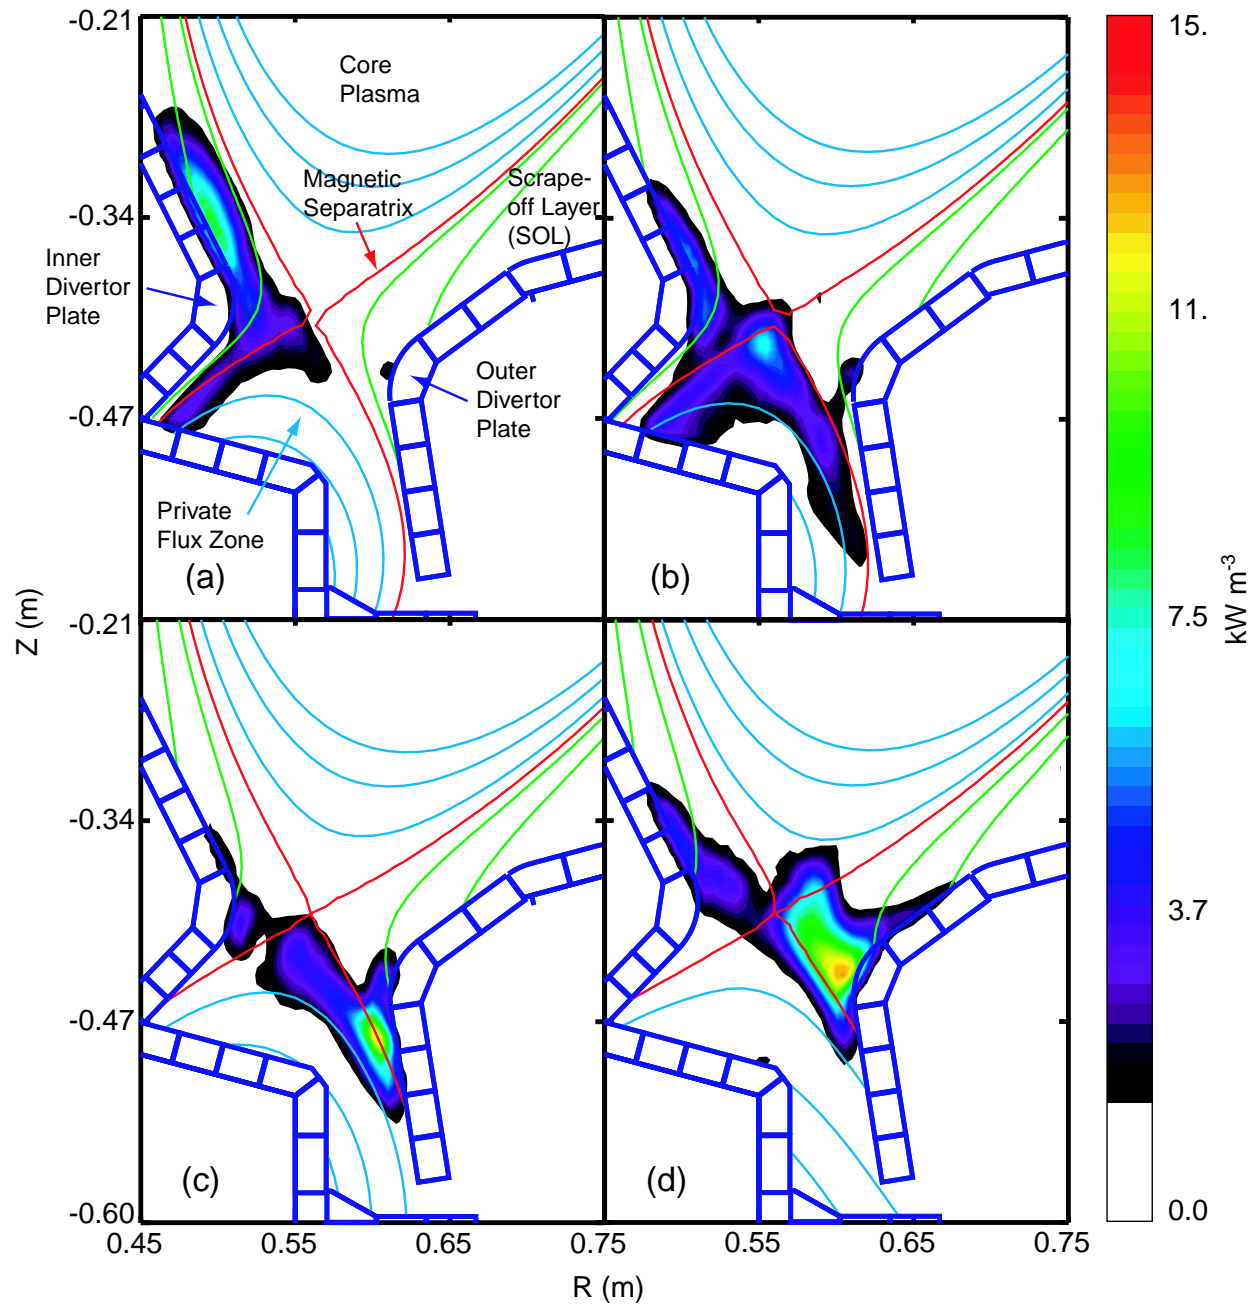 -0.21
Core
Plasma
15.
Magnetic
Separatrix
Scrape-
off Layer
(SOL)
-0.34
Inner
Divertor
Plate
11.
Outer
Divertor
Plate
-0.47
Private
Flux Zone
(a)
(b)
-0.21
Z (m)
7.5
kW m-3
-0.34
3.7
-0.47
(c)
(d)
-0.60
0.0
0.45
0.55
0.65
0.75
0.55
0.65
0.75
R (m)